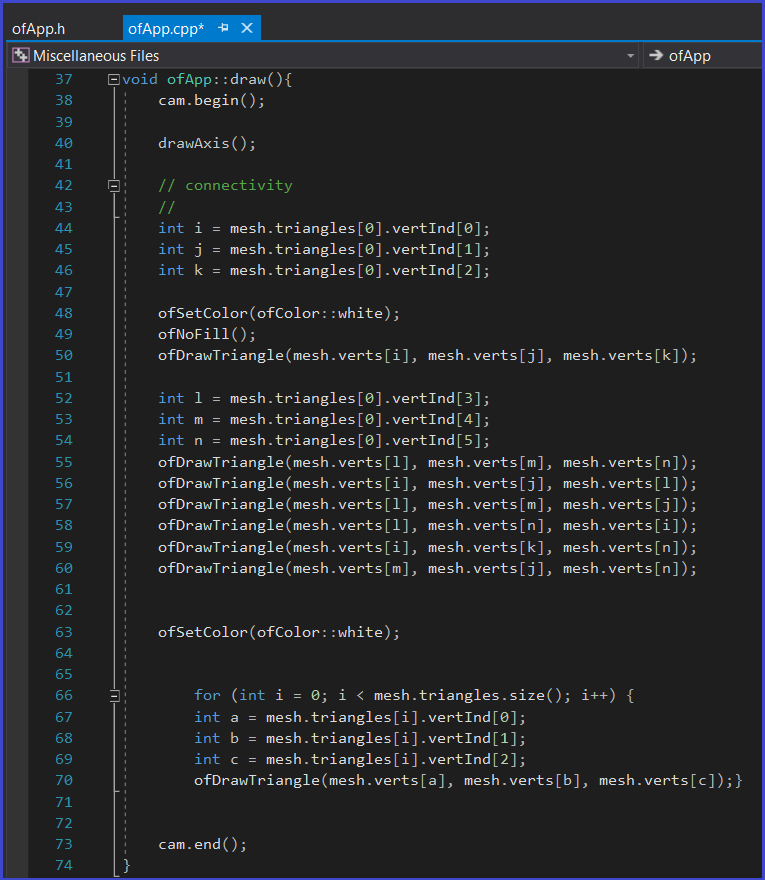 ofApp.h
ofApp.cpp*
Miscellaneous Files
ofApp
37 void ofApp::draw(){
38     cam.begin();
39
40     drawAxis();
41
42     // connectivity
43     //
44     int i = mesh.triangles[0].vertInd[0];
45     int j = mesh.triangles[0].vertInd[1];
46     int k = mesh.triangles[0].vertInd[2];
47
48     ofSetColor(ofColor::white);
49     ofNoFill();
50     ofDrawTriangle(mesh.verts[i], mesh.verts[j], mesh.verts[k]);
51
52     int l = mesh.triangles[0].vertInd[3];
53     int m = mesh.triangles[0].vertInd[4];
54     int n = mesh.triangles[0].vertInd[5];
55     ofDrawTriangle(mesh.verts[l], mesh.verts[m], mesh.verts[n]);
56     ofDrawTriangle(mesh.verts[i], mesh.verts[j], mesh.verts[l]);
57     ofDrawTriangle(mesh.verts[l], mesh.verts[m], mesh.verts[j]);
58     ofDrawTriangle(mesh.verts[l], mesh.verts[n], mesh.verts[i]);
59     ofDrawTriangle(mesh.verts[i], mesh.verts[k], mesh.verts[n]);
60     ofDrawTriangle(mesh.verts[m], mesh.verts[j], mesh.verts[n]);
61
62
63     ofSetColor(ofColor::white);
64
65
66         for (int i = 0; i < mesh.triangles.size(); i++) {
67         int a = mesh.triangles[i].vertInd[0];
68         int b = mesh.triangles[i].vertInd[1];
69         int c = mesh.triangles[i].vertInd[2];
70         ofDrawTriangle(mesh.verts[a], mesh.verts[b], mesh.verts[c]);}
71
72
73     cam.end();
74 }